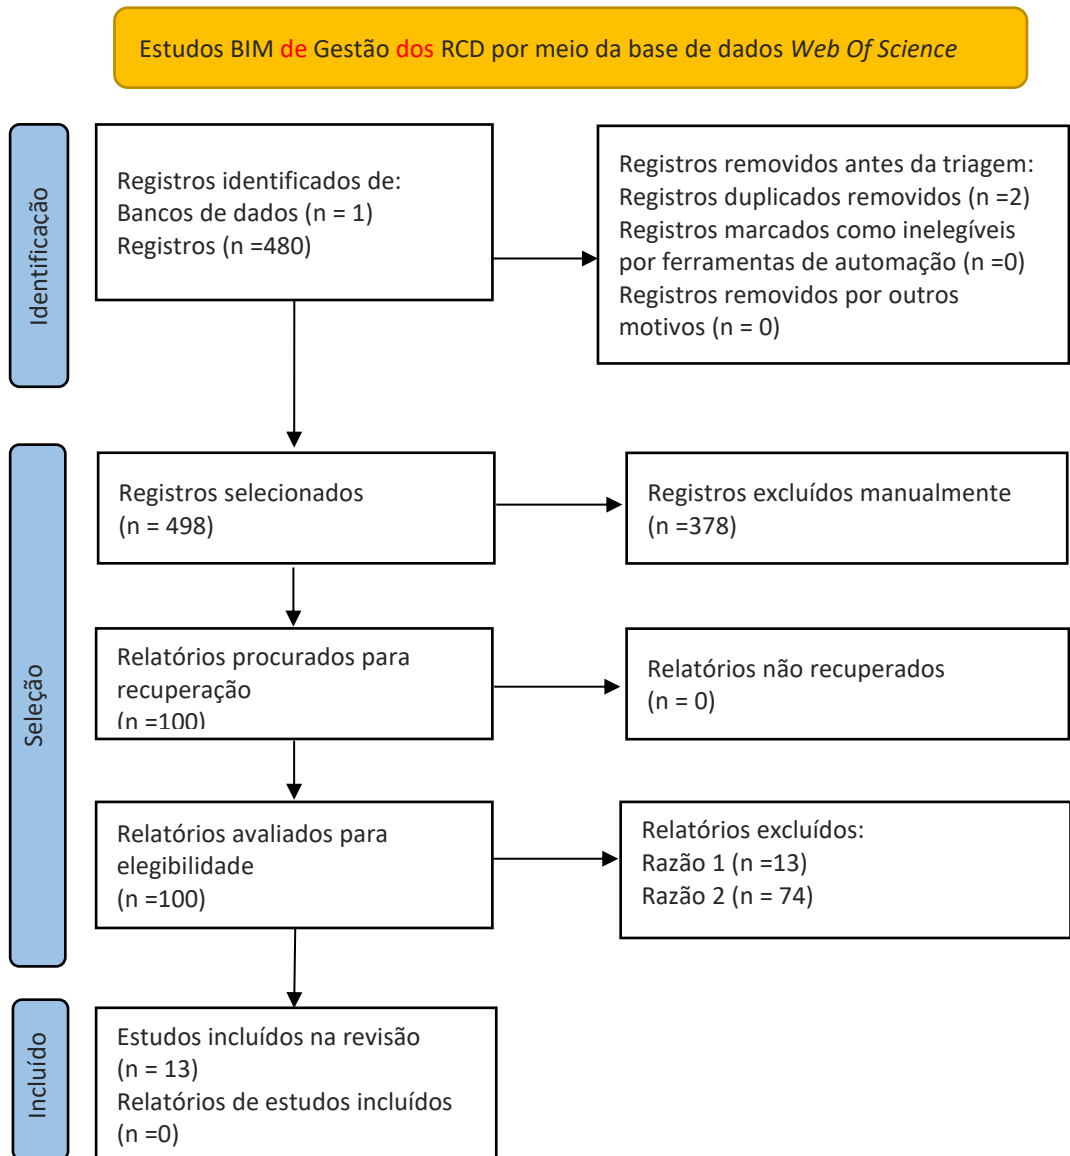 Estudos BIM de Gestão dos RCD por meio da base de dados Web Of Science
Identificação
Registros identificados de:
Bancos de dados (n = 1)
Registros (n =480)
Registros removidos antes da triagem:
Registros duplicados removidos (n =2)
Registros marcados como inelegíveis
por ferramentas de automação (n =0)
Registros removidos por outros
motivos (n = 0)
Seleção
Registros selecionados
(n = 498)
Registros excluídos manualmente
(n =378)
Relatórios procurados para
recuperação
(n =100)
Relatórios não recuperados
(n = 0)
Relatórios avaliados para
elegibilidade
(n =100)
Relatórios excluídos:
Razão 1 (n =13)
Razão 2 (n = 74)
Incluído
Estudos incluídos na revisão
(n = 13)
Relatórios de estudos incluídos
(n =0)